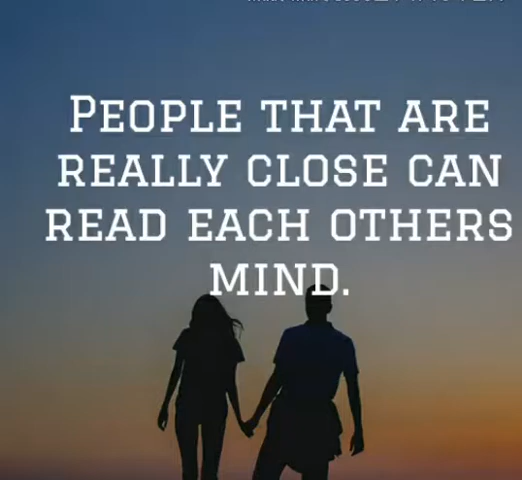 People that are
really close can
read each others
mind.